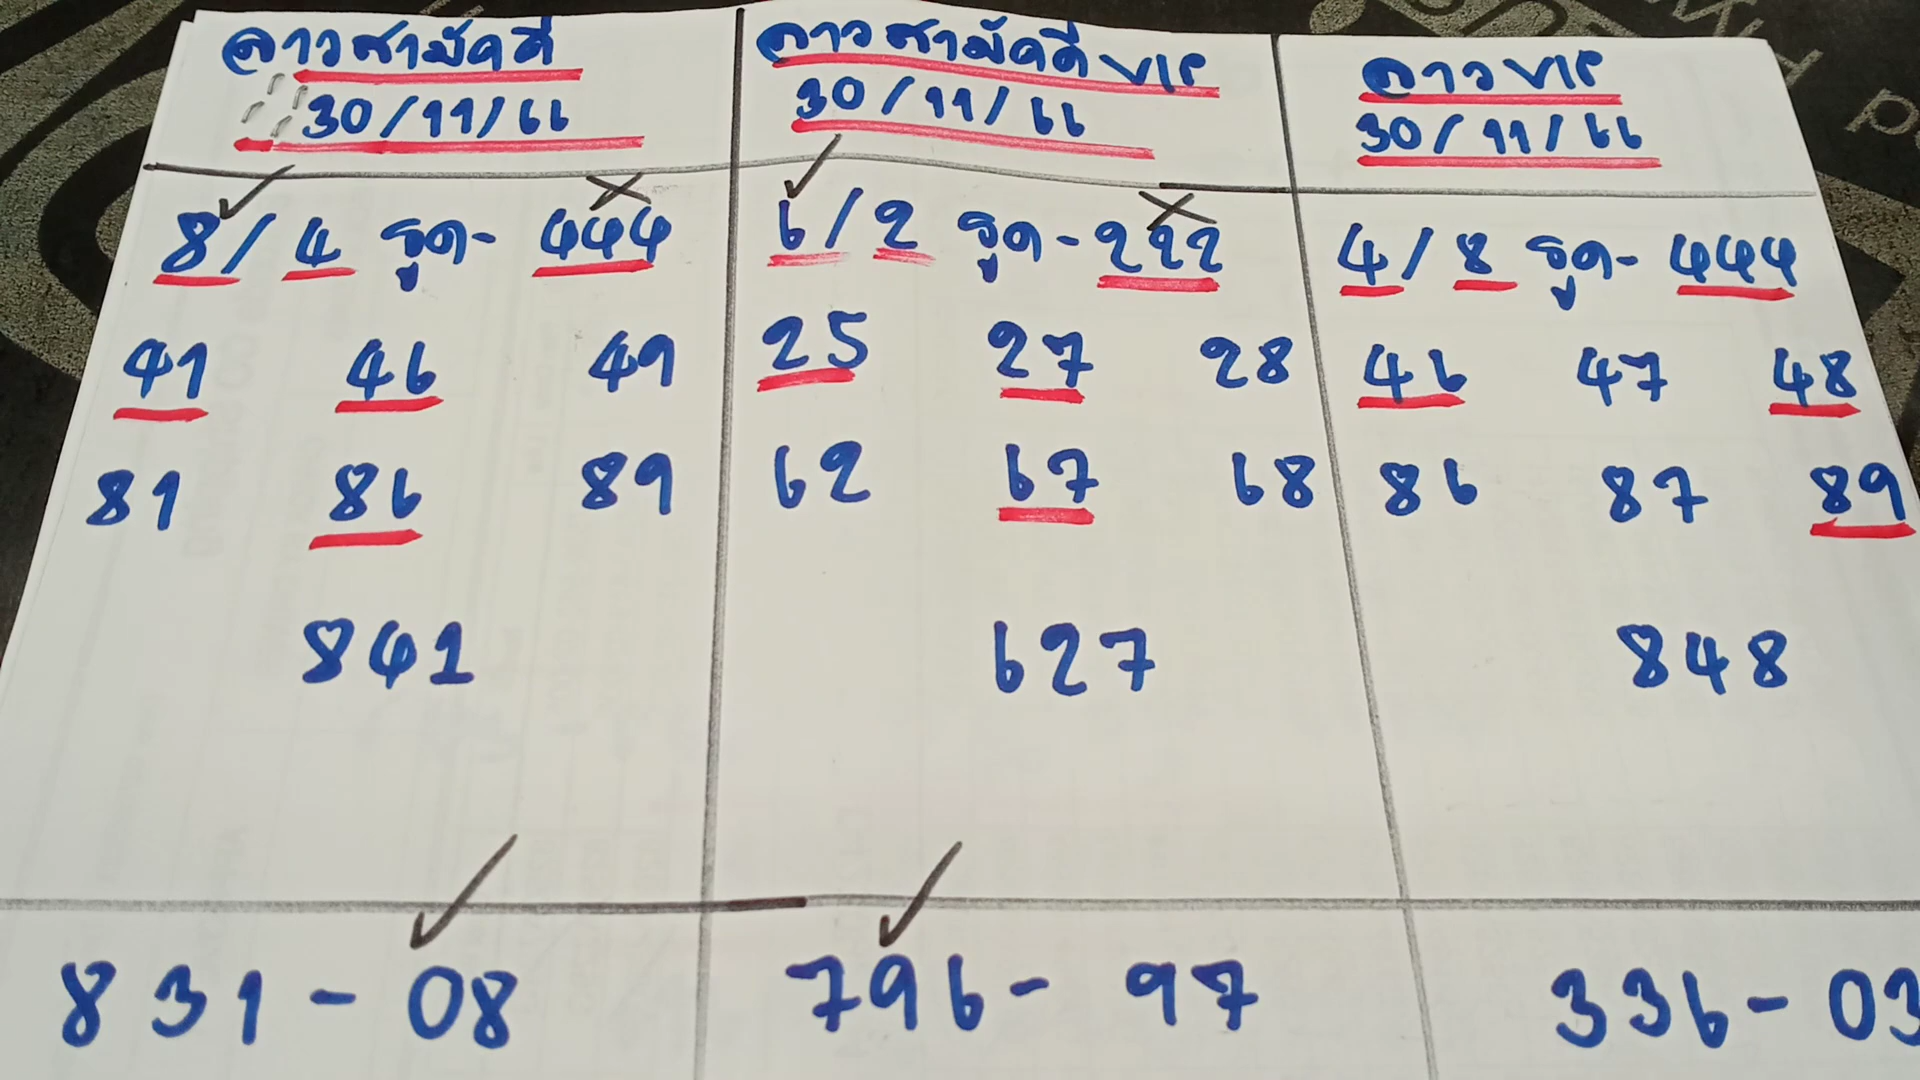 ลาวสามัคคี
30/11/66
8/4 รูด- 444
41 46 49
81 86 89
841
831-08
ลาวสามัคคี VIP
30/11/66
6/2 รูด-222
25 27 28
62 67 68
627
796-97
ลาว VIP
30/11/66
4/8 รูด- 444
46 47 48
86 87 89
848
336-03